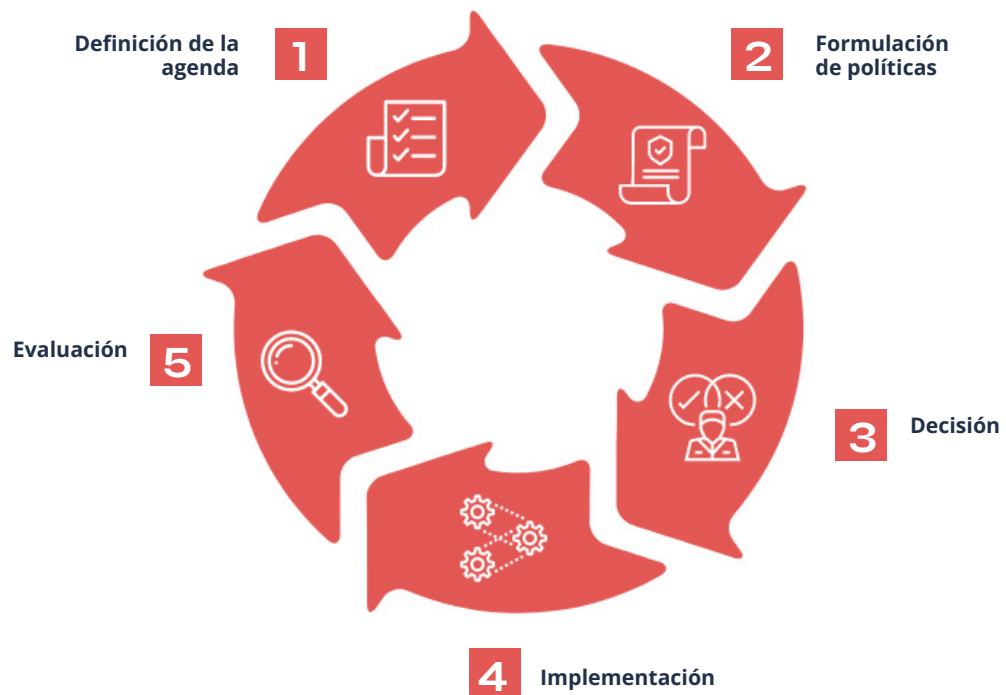 1
Definición de la
agenda
2
Formulación
de políticas
3
Decisión
4
Implementación
5
Evaluación